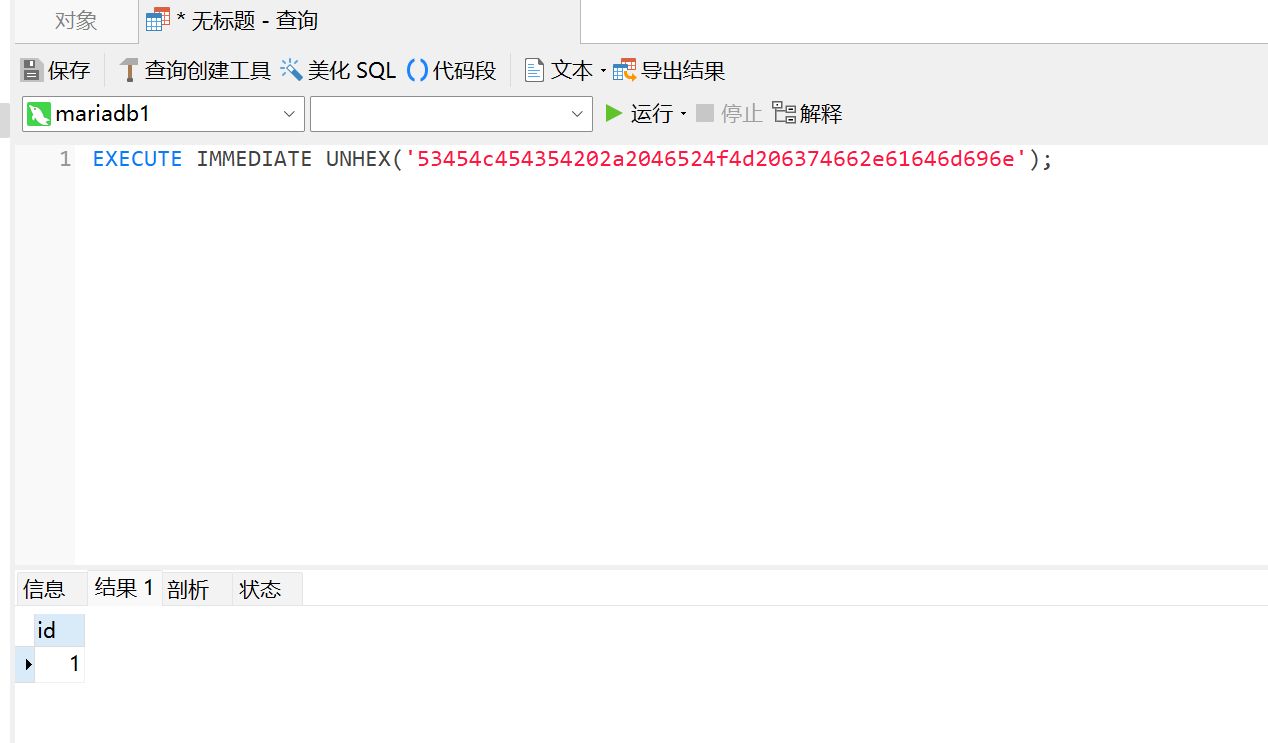 对象 * 无标题 - 查询
保存 查询创建工具 美化 SQL () 代码段 文本 导出结果
mariadb1 运行 停止 解释
1 EXECUTE IMMEDIATE UNHEX('53454c454354202a2046524f4d206374662e61646d696e');
信息 结果 1 剖析 状态
id
1